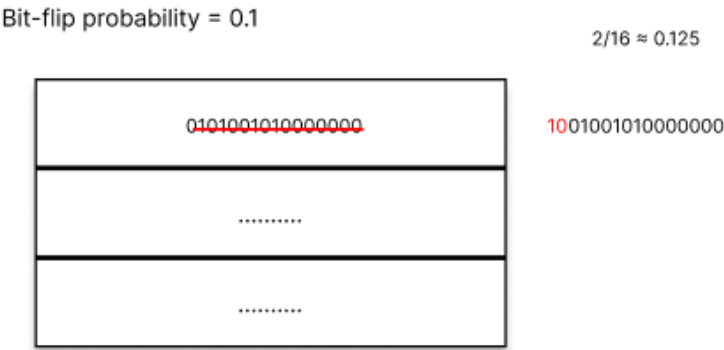 Bit-flip probability = 0.1
2/16 ≈ 0.125
0101001010000000
1001001010000000
..........
..........